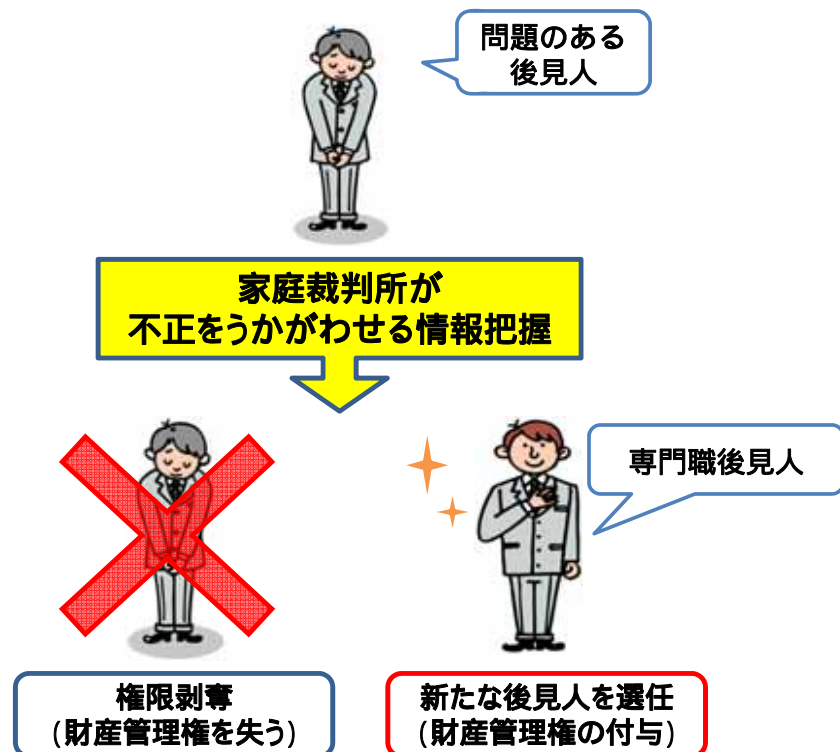 問題のある
後見人
家庭裁判所が
不正をうかがわせる情報把握
専門職後見人
権限剥奪
(財産管理権を失う)
新たな後見人を選任
(財産管理権の付与)